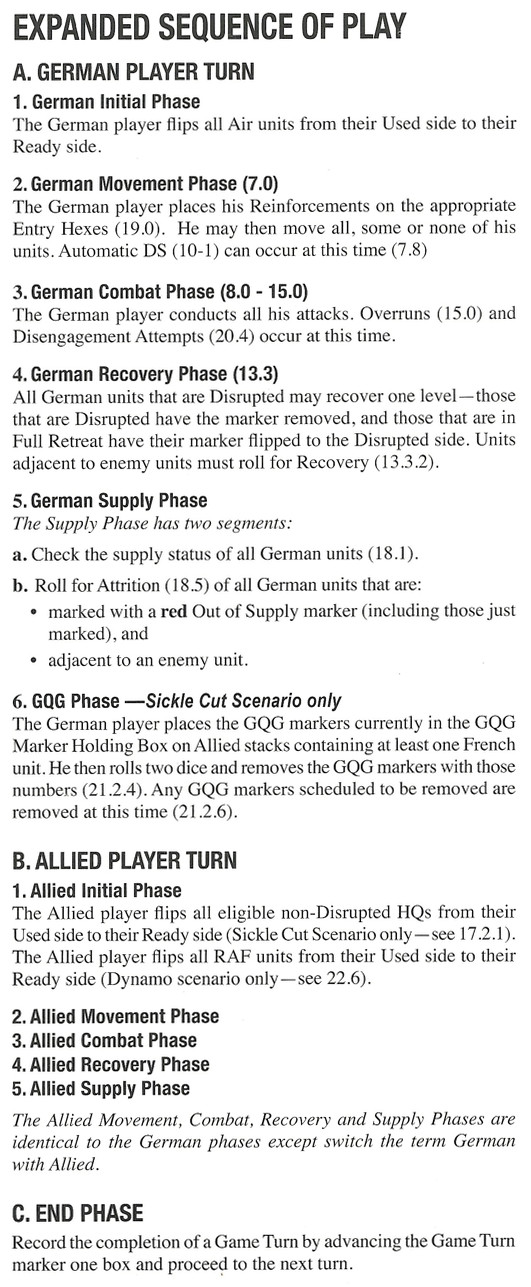 EXPANDED SEQUENCE OF PLAY
A. GERMAN PLAYER TURN
1. German Initial Phase
The German player flips all Air units from their Used side to their
Ready side.
2. German Movement Phase (7.0)
The German player places his Reinforcements on the appropriate
Entry Hexes (19.0). He may then move all, some or none of his
units. Automatic DS (10-1) can occur at this time (7.8)
3. German Combat Phase (8.0 - 15.0)
The German player conducts all his attacks. Overruns (15.0) and
Disengagement Attempts (20.4) occur at this time.
4. German Recovery Phase (13.3)
All German units that are Disrupted may recover one level—those
that are Disrupted have the marker removed, and those that are in
Full Retreat have their marker flipped to the Disrupted side. Units
adjacent to enemy units must roll for Recovery (13.3.2).
5. German Supply Phase
The Supply Phase has two segments:
a. Check the supply status of all German units (18.1).
b. Roll for Attrition (18.5) of all German units that are:
• marked with a red Out of Supply marker (including those just
marked), and
• adjacent to an enemy unit.
6. GQG Phase —Sickle Cut Scenario only
The German player places the GQG markers currently in the GQG
Marker Holding Box on Allied stacks containing at least one French
unit. He then rolls two dice and removes the GQG markers with those
numbers (21.2.4). Any GQG markers scheduled to be removed are
removed at this time (21.2.6).
B. ALLIED PLAYER TURN
1. Allied Initial Phase
The Allied player flips all eligible non-Disrupted HQs from their
Used side to their Ready side (Sickle Cut Scenario only—see 17.2.1).
The Allied player flips all RAF units from their Used side to their
Ready side (Dynamo scenario only—see 22.6).
2. Allied Movement Phase
3. Allied Combat Phase
4. Allied Recovery Phase
5. Allied Supply Phase
The Allied Movement, Combat, Recovery and Supply Phases are
identical to the German phases except switch the term German
with Allied.
C. END PHASE
Record the completion of a Game Turn by advancing the Game Turn
marker one box and proceed to the next turn.